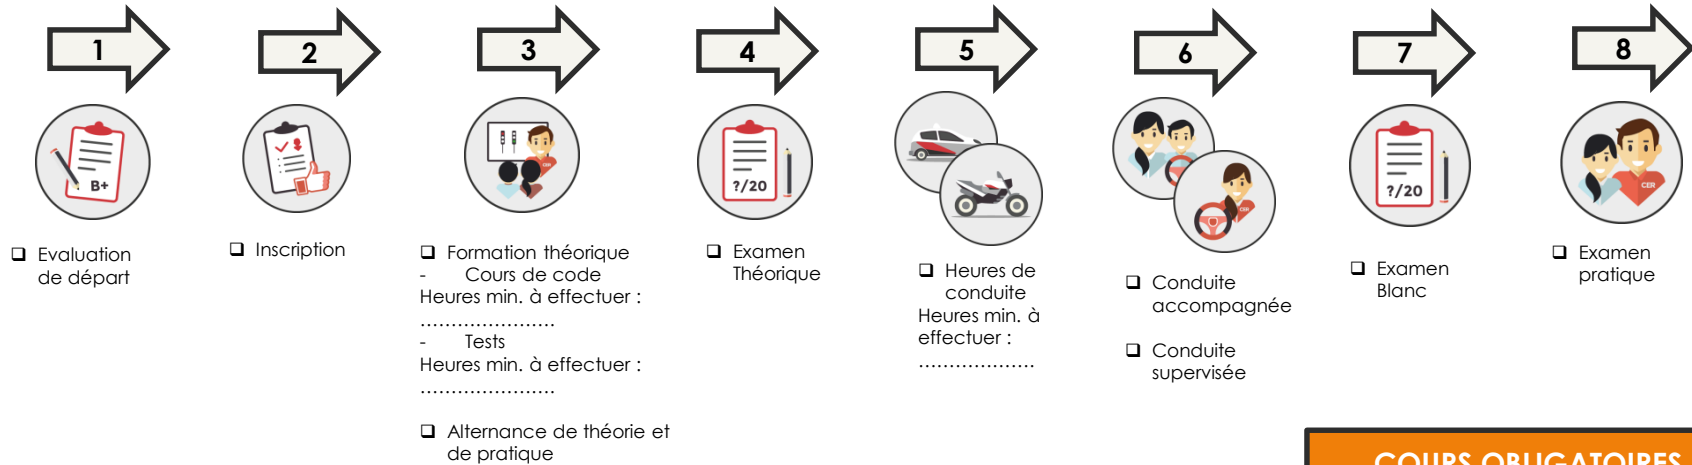 1
2
3
4
5
6
7
8
B+
?/20
CER
CER
?/20
CER
❑ Evaluation
de départ
❑ Inscription
❑ Formation théorique
- Cours de code
Heures min. à effectuer :
......................
- Tests
Heures min. à effectuer :
......................
❑ Alternance de théorie et
de pratique
❑ Examen
Théorique
❑ Heures de
conduite
Heures min. à
effectuer :
...................
❑ Conduite
accompagnée
❑ Conduite
supervisée
❑ Examen
Blanc
❑ Examen
pratique
COURS OBLIGATOIRES